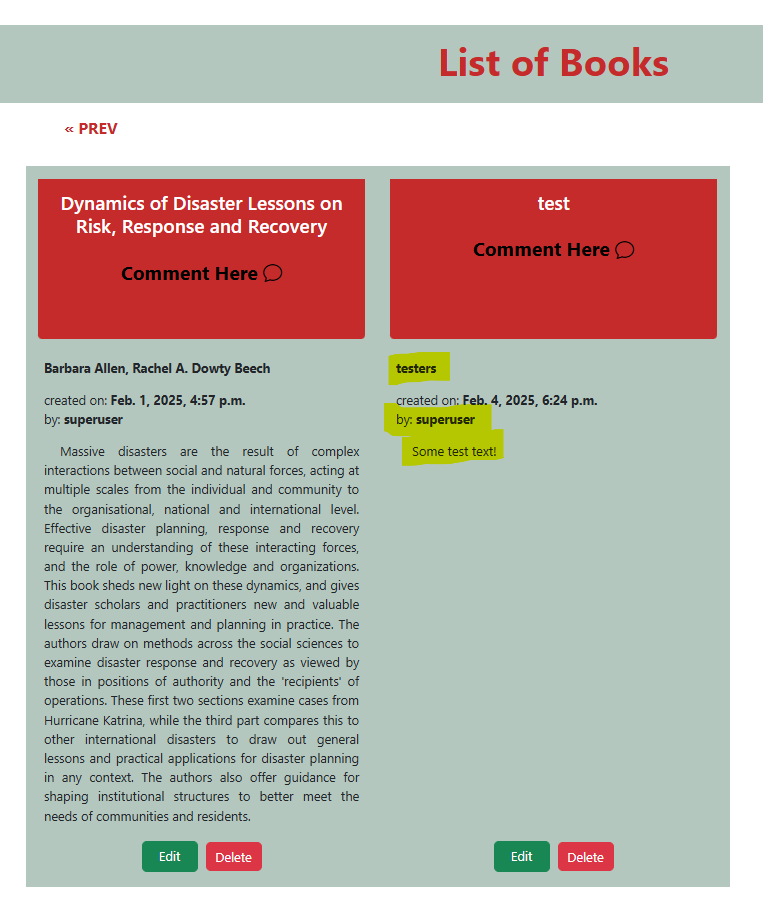 List of Books
« PREV
Dynamics of Disaster Lessons on
Risk, Response and Recovery
Comment Here
Barbara Allen, Rachel A. Dowty Beech
created on: Feb. 1, 2025, 4:57 p.m.
by: superuser
Massive disasters are the result of complex
interactions between social and natural forces, acting at
multiple scales from the individual and community to
the organisational, national and international level.
Effective disaster planning, response and recovery
require an understanding of these interacting forces,
and the role of power, knowledge and organizations.
This book sheds new light on these dynamics, and gives
disaster scholars and practitioners new and valuable
lessons for management and planning in practice. The
authors draw on methods across the social sciences to
examine disaster response and recovery as viewed by
those in positions of authority and the 'recipients' of
operations. These first two sections examine cases from
Hurricane Katrina, while the third part compares this to
other international disasters to draw out general
lessons and practical applications for disaster planning
in any context. The authors also offer guidance for
shaping institutional structures to better meet the
needs of communities and residents.
Edit
Delete
test
Comment Here
testers
created on: Feb. 4, 2025, 6:24 p.m.
by: superuser
Some test text!
Edit
Delete